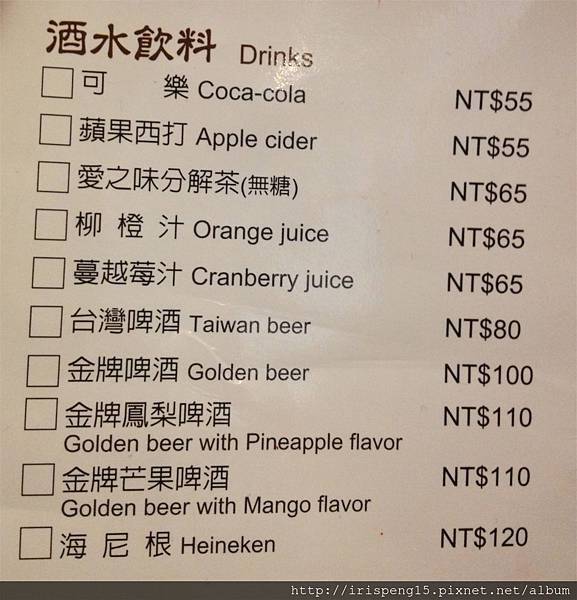 酒水飲料 Drinks
可 樂 Coca-cola NT$55
蘋果西打 Apple cider NT$55
愛之味分解茶(無糖) NT$65
柳 橙 汁 Orange juice NT$65
蔓越莓汁 Cranberry juice NT$65
台灣啤酒 Taiwan beer NT$80
金牌啤酒 Golden beer NT$100
金牌鳳梨啤酒 NT$110
Golden beer with Pineapple flavor
金牌芒果啤酒 NT$110
Golden beer with Mango flavor
海 尼 根 Heineken NT$120
http://irispeng15.pixnet.net/album